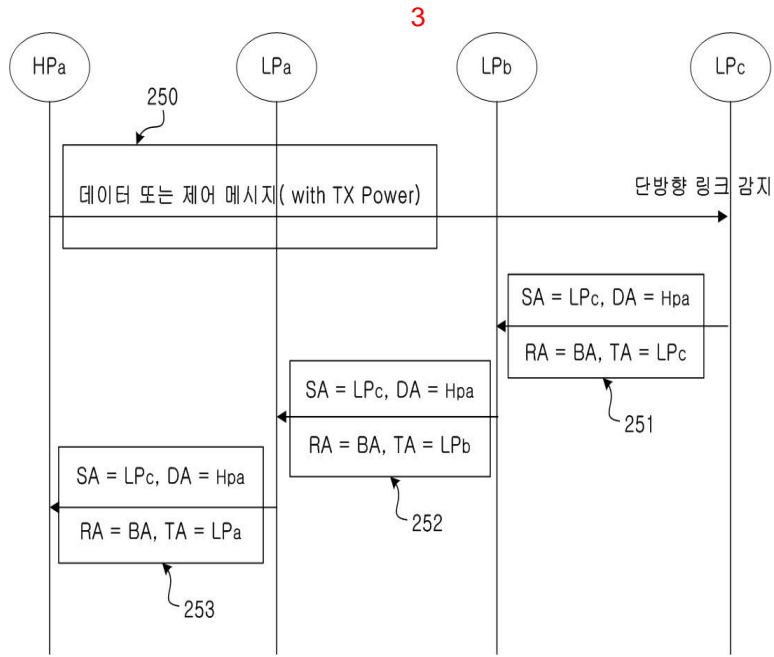 3
HPa
LPa
LPb
LPc
250
데이터 또는 제어 메시지( with TX Power)
단방향 링크 감지
SA = LPc, DA = Hpa
RA = BA, TA = LPc
251
SA = LPc, DA = Hpa
RA = BA, TA = LPb
252
SA = LPc, DA = Hpa
RA = BA, TA = LPa
253